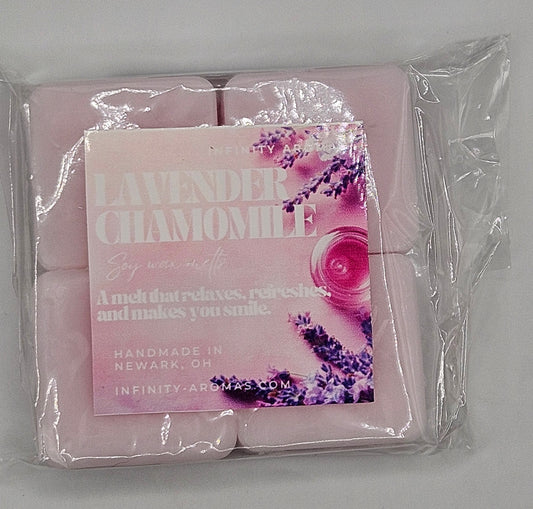 INFINITY AROMAS
LAVENDER
CHAMOMILE
Soy wax melts
A melt that relaxes, refreshes,
and makes you smile.
HANDMADE IN
NEWARK, OH
INFINITY-AROMAS.COM